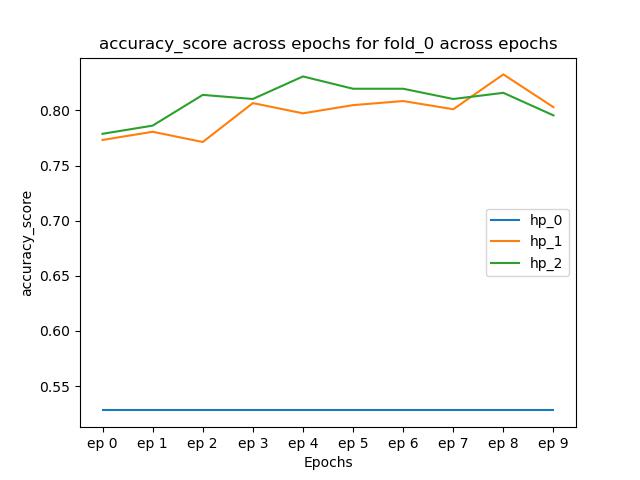 accuracy_score across epochs for fold_0 across epochs
accuracy_score
0.80
0.75
0.70
0.65
0.60
0.55
hp_0
hp_1
hp_2
ep 0 ep 1 ep 2 ep 3 ep 4 ep 5 ep 6 ep 7 ep 8 ep 9
Epochs